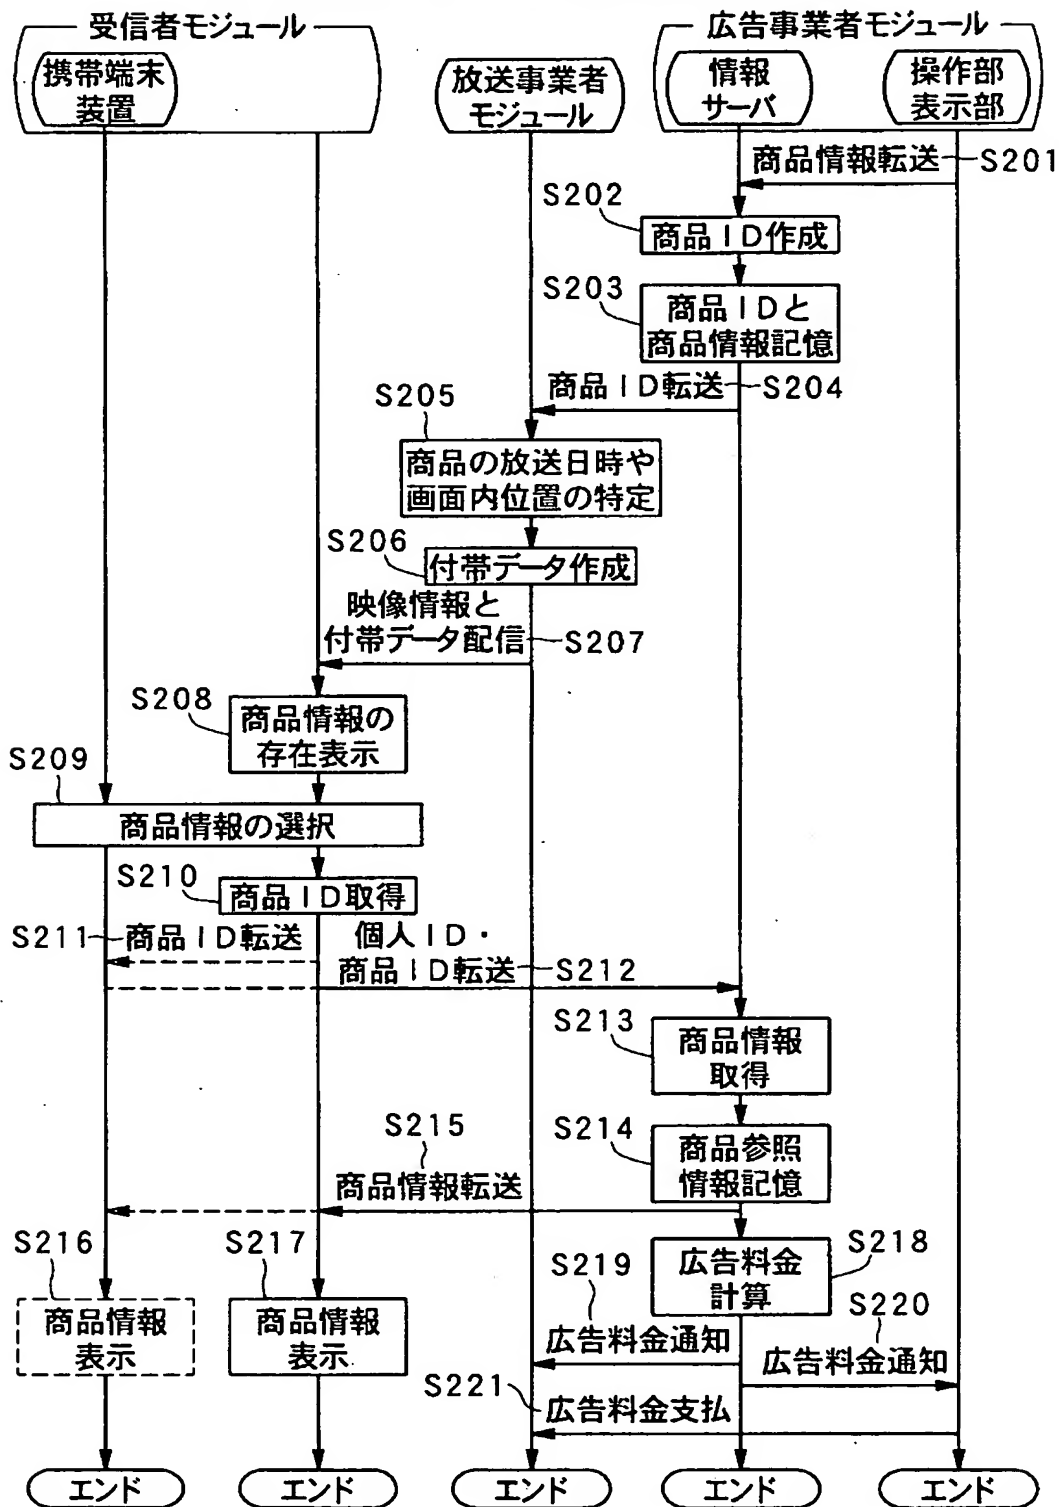 受信者モジュール
広告事業者モジュール
携帯端末
装置
放送事業者
モジュール
情報
サーバ
操作部
表示部
商品情報転送
S201
S202
商品ID作成
S203
商品IDと
商品情報記憶
商品ID転送
S204
S205
商品の放送日時や
画面内位置の特定
S206
付帯データ作成
映像情報と
付帯データ配信
S207
S208
商品情報の
存在表示
S209
商品情報の選択
S210
商品ID取得
S211
商品ID転送
個人ID・
商品ID転送
S212
S213
商品情報
取得
S214
商品参照
情報記憶
S215
商品情報転送
S216
商品情報
表示
S217
商品情報
表示
S218
広告料金
計算
S219
広告料金通知
S220
広告料金通知
S221
広告料金支払
エンド
エンド
エンド
エンド
エンド